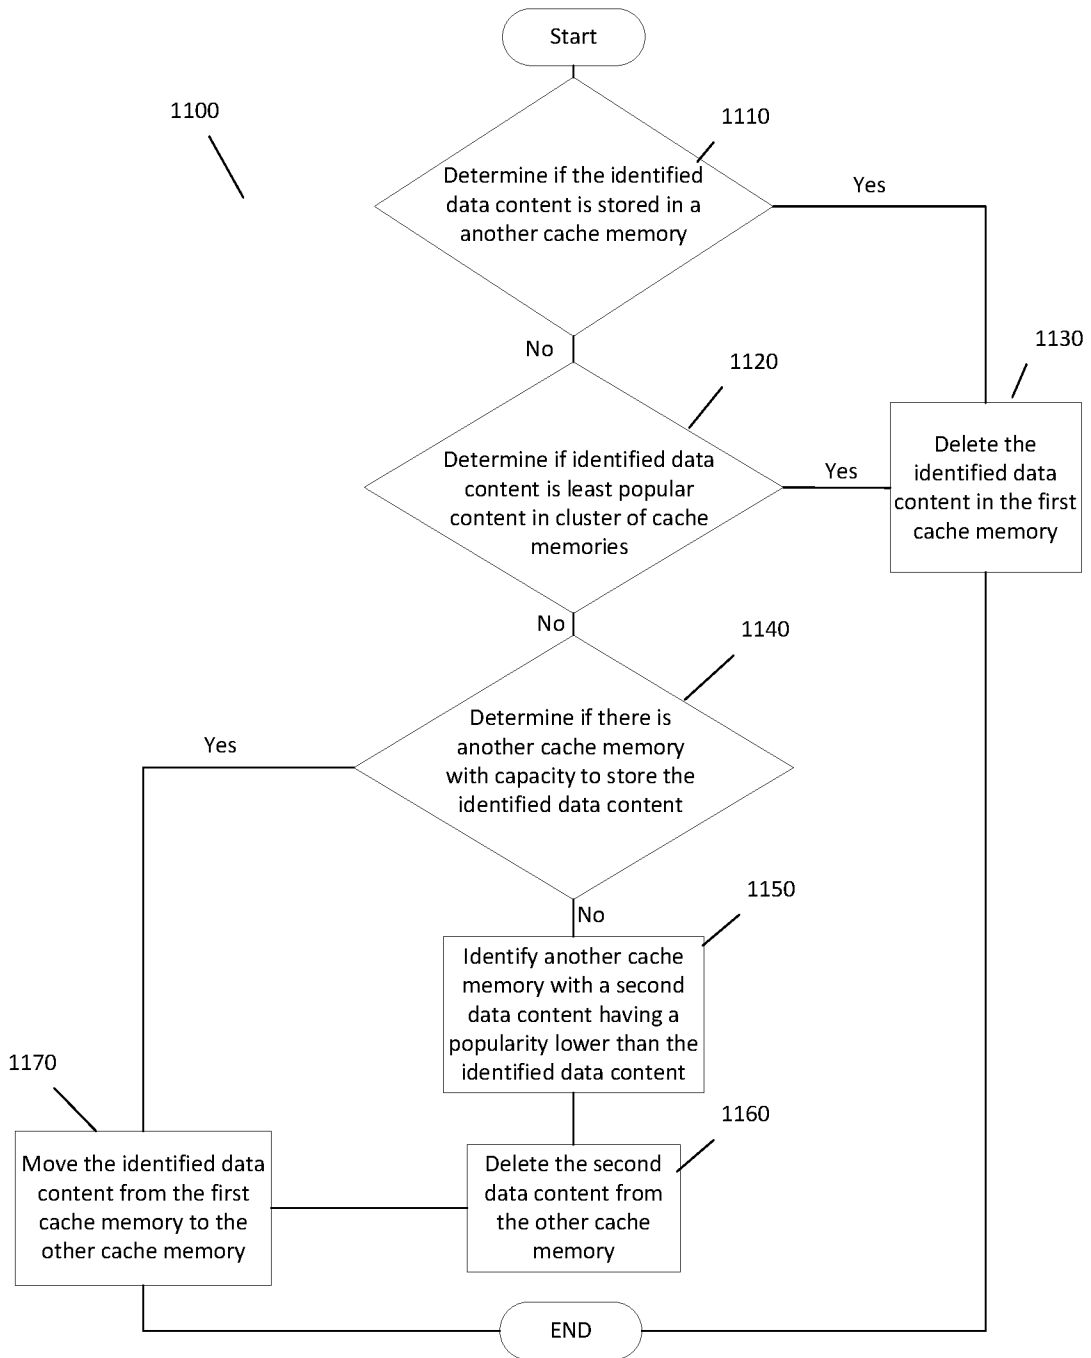 Start
1100
1110
Determine if the identified
data content is stored in a
another cache memory
Yes
No
1120
1130
Determine if identified data
content is least popular
content in cluster of cache
memories
Yes
Delete the
identified data
content in the first
cache memory
No
1140
Determine if there is
another cache memory
with capacity to store the
identified data content
Yes
No
1150
Identify another cache
memory with a second
data content having a
popularity lower than the
identified data content
1170
1160
Move the identified data
content from the first
cache memory to the
other cache memory
Delete the second
data content from
the other cache
memory
END